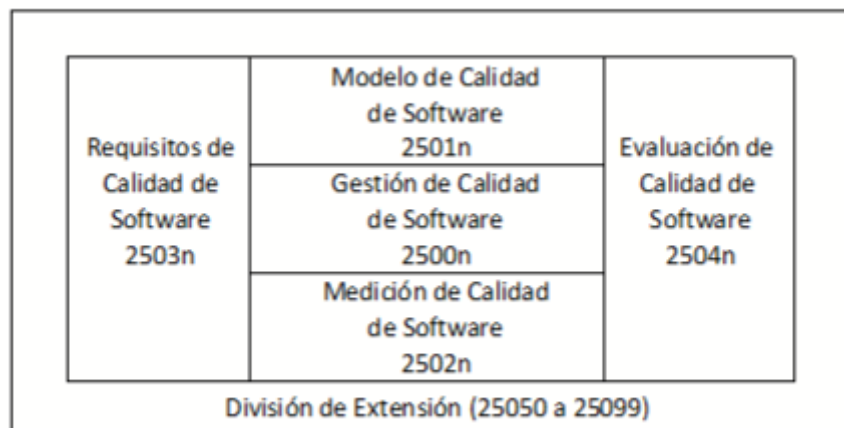 Requisitos de
Calidad de
Software
2503n
Modelo de Calidad
de Software
2501n
Gestión de Calidad
de Software
2500n
Medición de Calidad
de Software
2502n
Evaluación de
Calidad de
Software
2504n
División de Extensión (25050 a 25099)